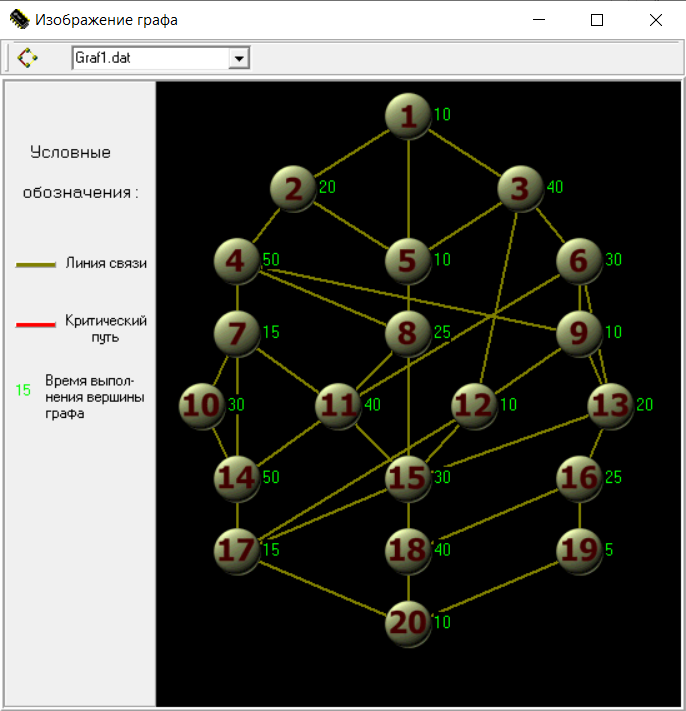 Изображение графа
Graf1.dat
Условные
обозначения:
Линия связи
Критический
путь
15 Время выпол-
нения вершины
графа
1 10
2 20 3 40
4 50 5 10 6 30
7 15 8 25 9 10
10 30 11 40 12 10 13 20
14 50 15 30 16 25
17 15 18 40 19 5
20 10